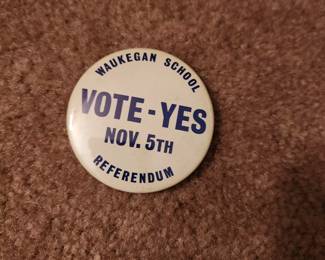 WAUKEGAN SCHOOL
VOTE-YES
NOV. 5TH
REFERENDUM